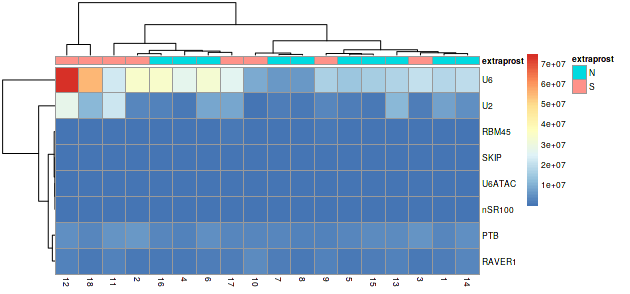 extraprost
U6
U2
RBM45
SKIP
U6ATAC
nSR100
PTB
RAVER1
12 18 11 2 16 4 6 17 10 7 8 9 5 15 13 3 1 14
7e+07
6e+07
5e+07
4e+07
3e+07
2e+07
1e+07
extraprost
N
S